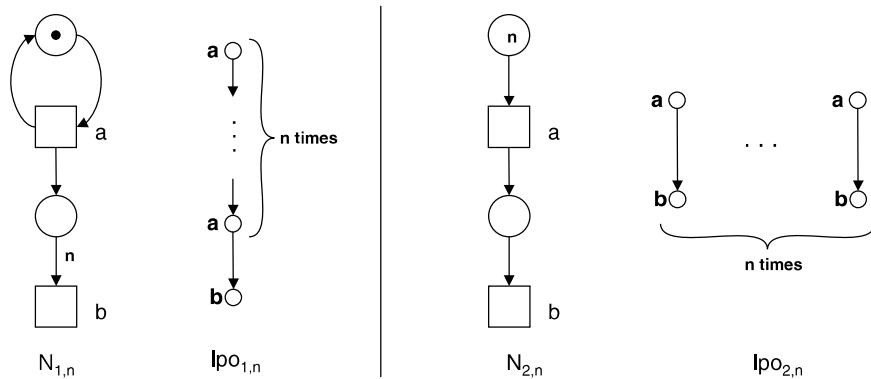 a
n
b
N1,n
a
.
.
.
n times
a
b
lpo1,n
n
a
b
N2,n
a a
. . .
b b
n times
lpo2,n